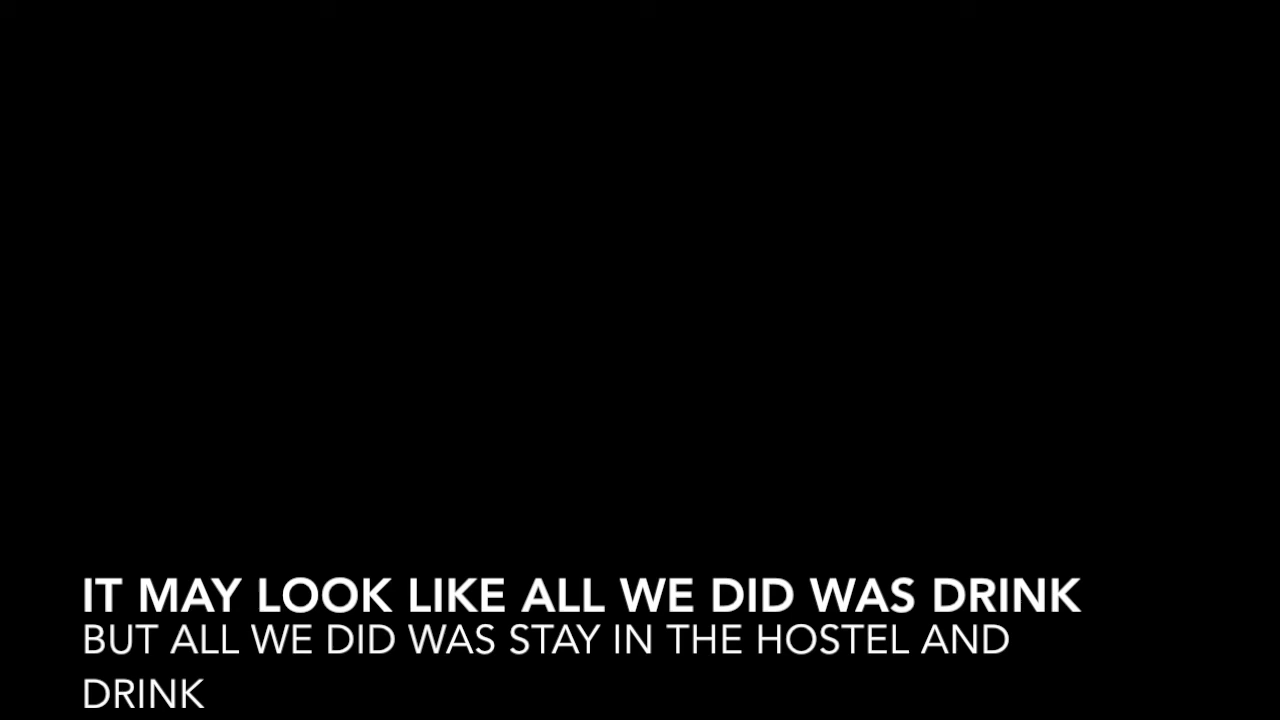 IT MAY LOOK LIKE ALL WE DID WAS DRINK
BUT ALL WE DID WAS STAY IN THE HOSTEL AND
DRINK